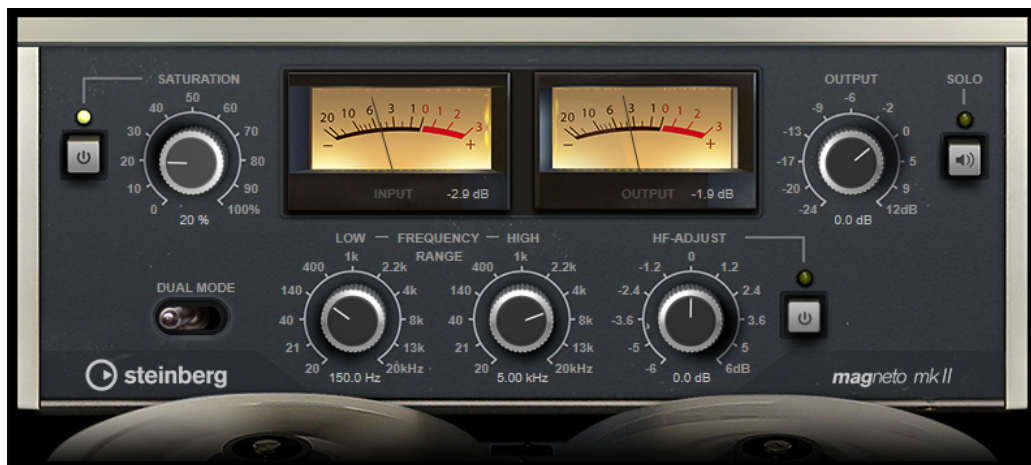 SATURATION
50
40 60
30 70
20 80
10 90
0 100%
20 %
20 10 6 3 1 0 1 2 3
- +
INPUT -2.9 dB
20 10 6 3 1 0 1 2 3
- +
OUTPUT -1.9 dB
OUTPUT
-6
-9 -2
-13 0
-17 5
-20 9
-24 12dB
0.0 dB
SOLO
DUAL MODE
LOW FREQUENCY HIGH
RANGE
1k
400 2.2k
140 4k
40 8k
21 13k
20 20kHz
150.0 Hz
1k
400 2.2k
140 4k
40 8k
21 13k
20 20kHz
5.00 kHz
HF-ADJUST
0
-1.2 1.2
-2.4 2.4
-3.6 3.6
-5 5
-6 6dB
0.0 dB
steinberg
magneto mkII